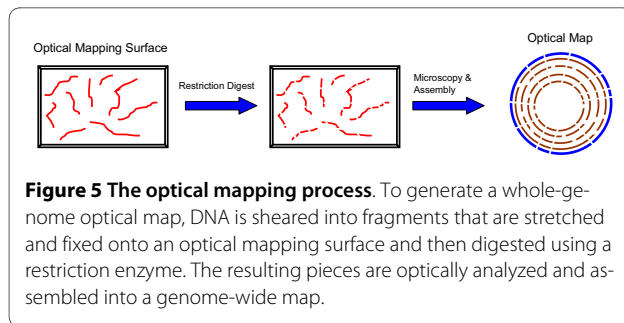 Optical Mapping Surface
Restriction Digest
Microscopy &
Assembly
Optical Map
Figure 5 The optical mapping process. To generate a whole-ge-
nome optical map, DNA is sheared into fragments that are stretched
and fixed onto an optical mapping surface and then digested using a
restriction enzyme. The resulting pieces are optically analyzed and as-
sembled into a genome-wide map.